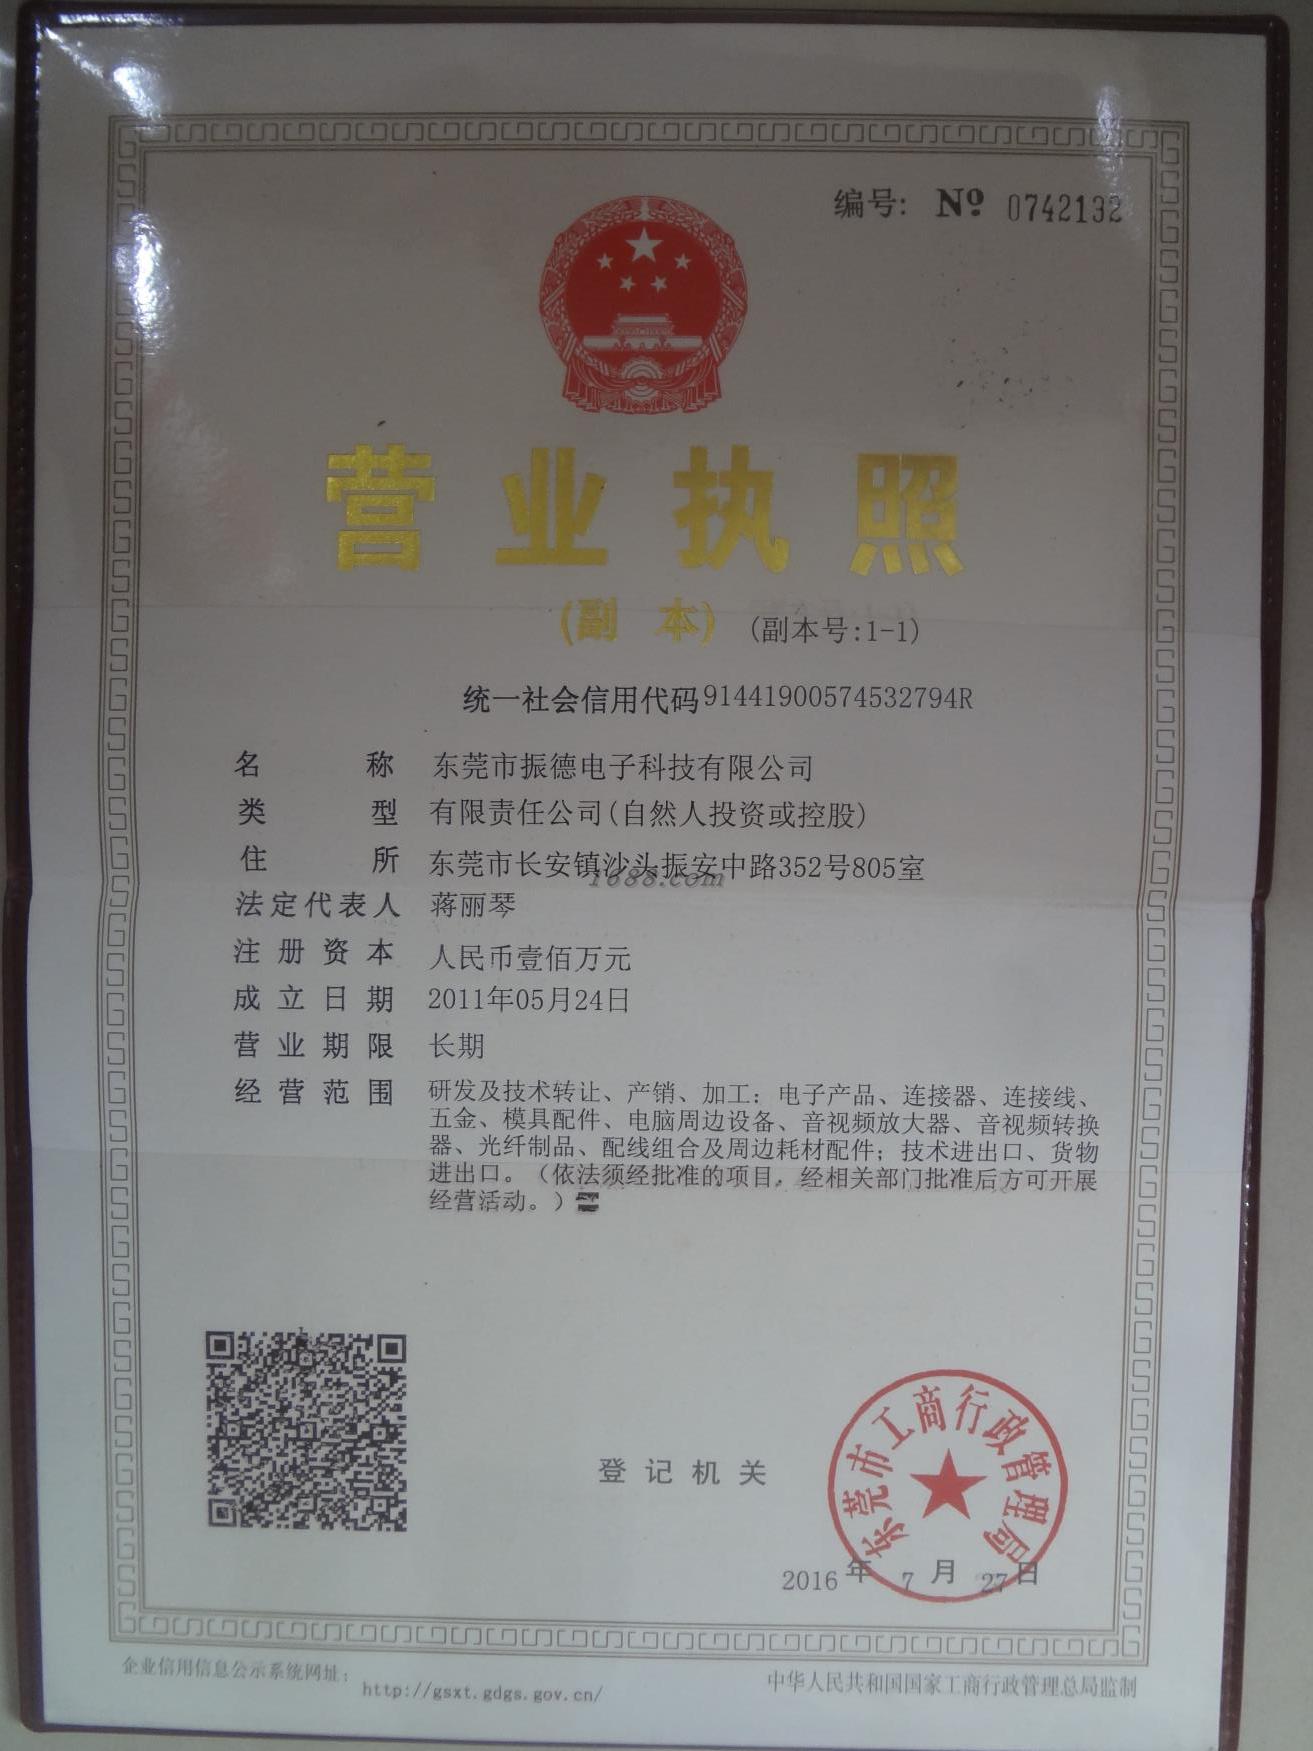 编号: Nº 0742132
营业执照
(副本) (副本号:1-1)
统一社会信用代码91441900574532794R
名称 东莞市振德电子科技有限公司
类型 有限责任公司(自然人投资或控股)
住所 东莞市长安镇沙头振安中路352号805室
1688.com
法定代表人 蒋丽琴
注册资本 人民币壹佰万元
成立日期 2011年05月24日
营业期限 长期
经营范围 研发及技术转让、产销、加工：电子产品、连接器、连接线、
五金、模具配件、电脑周边设备、音视频放大器、音视频转换
器、光纤制品、配线组合及周边耗材配件；技术进出口、货物
进出口。（依法须经批准的项目，经相关部门批准后方可开展
经营活动。）
登记机关
东莞市工商行政管理局
2016年7月27日
企业信用信息公示系统网址： http://gsxt.gdgs.gov.cn/
中华人民共和国国家工商行政管理总局监制